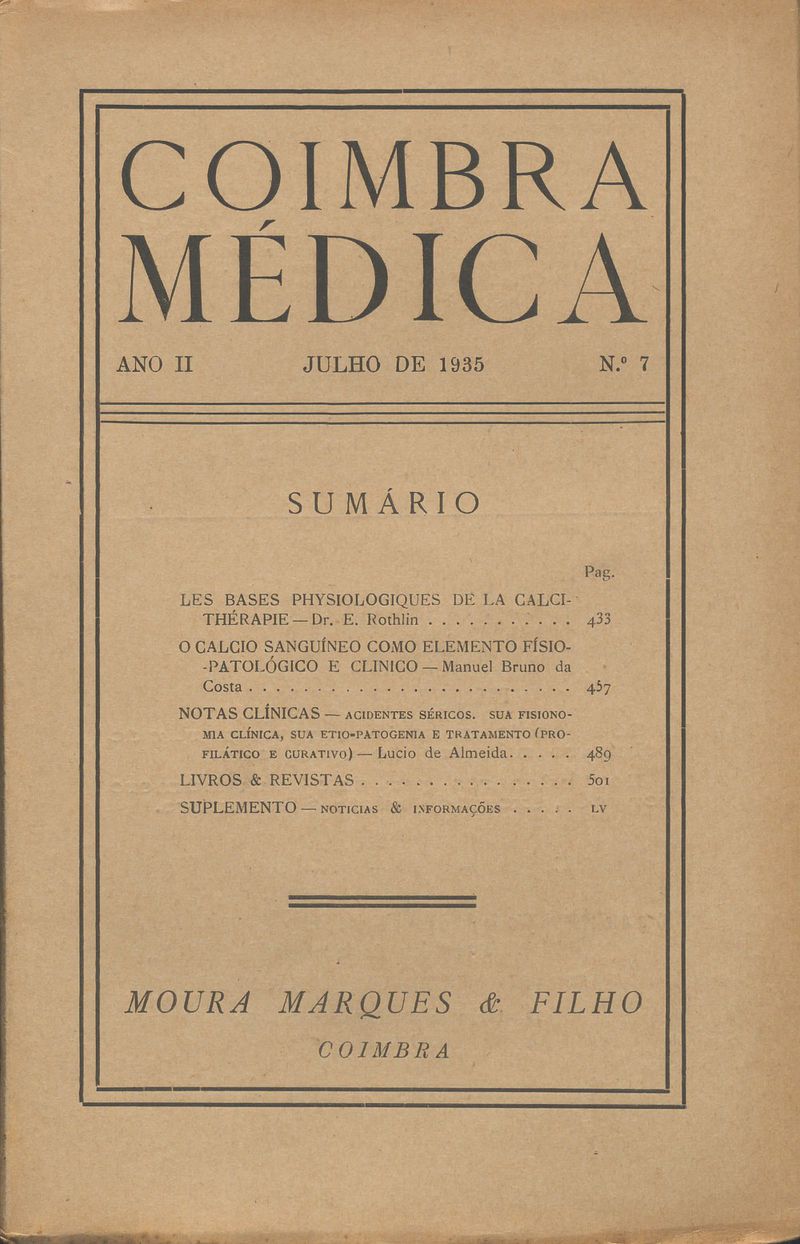 COIMBRA
MÉDICA
ANO II JULHO DE 1935 N.º 7
SUMÁRIO
Pag.
LES BASES PHYSIOLOGIQUES DE LA CALCI-
THÉRAPIE — Dr. E. Rothlin . . . . . . . . . . . 433
O CALCIO SANGUÍNEO COMO ELEMENTO FÍSIO-
-PATOLÓGICO E CLINICO — Manuel Bruno da
Costa . . . . . . . . . . . . . . . . . . . . . . . . 457
NOTAS CLÍNICAS — ACIDENTES SÉRICOS. SUA FISIONO-
MIA CLÍNICA, SUA ETIO-PATOGENIA E TRATAMENTO (PRO-
FILÁTICO E CURATIVO) — Lucio de Almeida. . . . . 489
LIVROS & REVISTAS . . . . . . . . . . . . . . . . 501
SUPLEMENTO — NOTICIAS & INFORMAÇÕES . . . . . LV
MOURA MARQUES & FILHO
COIMBRA